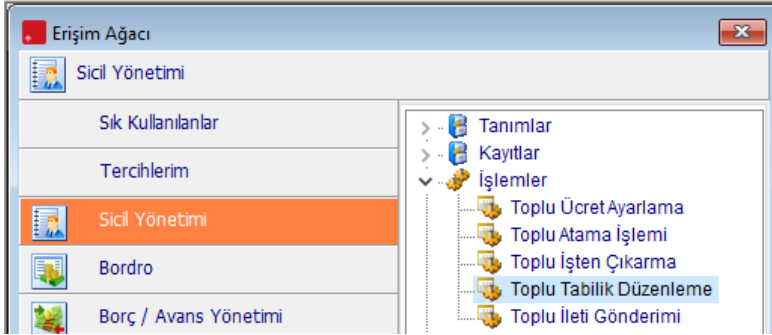 Erişim Ağacı
Sicil Yönetimi
Sık Kullanılanlar
Tercihlerim
Sicil Yönetimi
Bordro
Borç / Avans Yönetimi
Tanımlar
Kayıtlar
İşlemler
Toplu Ücret Ayarlama
Toplu Atama İşlemi
Toplu İşten Çıkarma
Toplu Tabilik Düzenleme
Toplu İleti Gönderimi